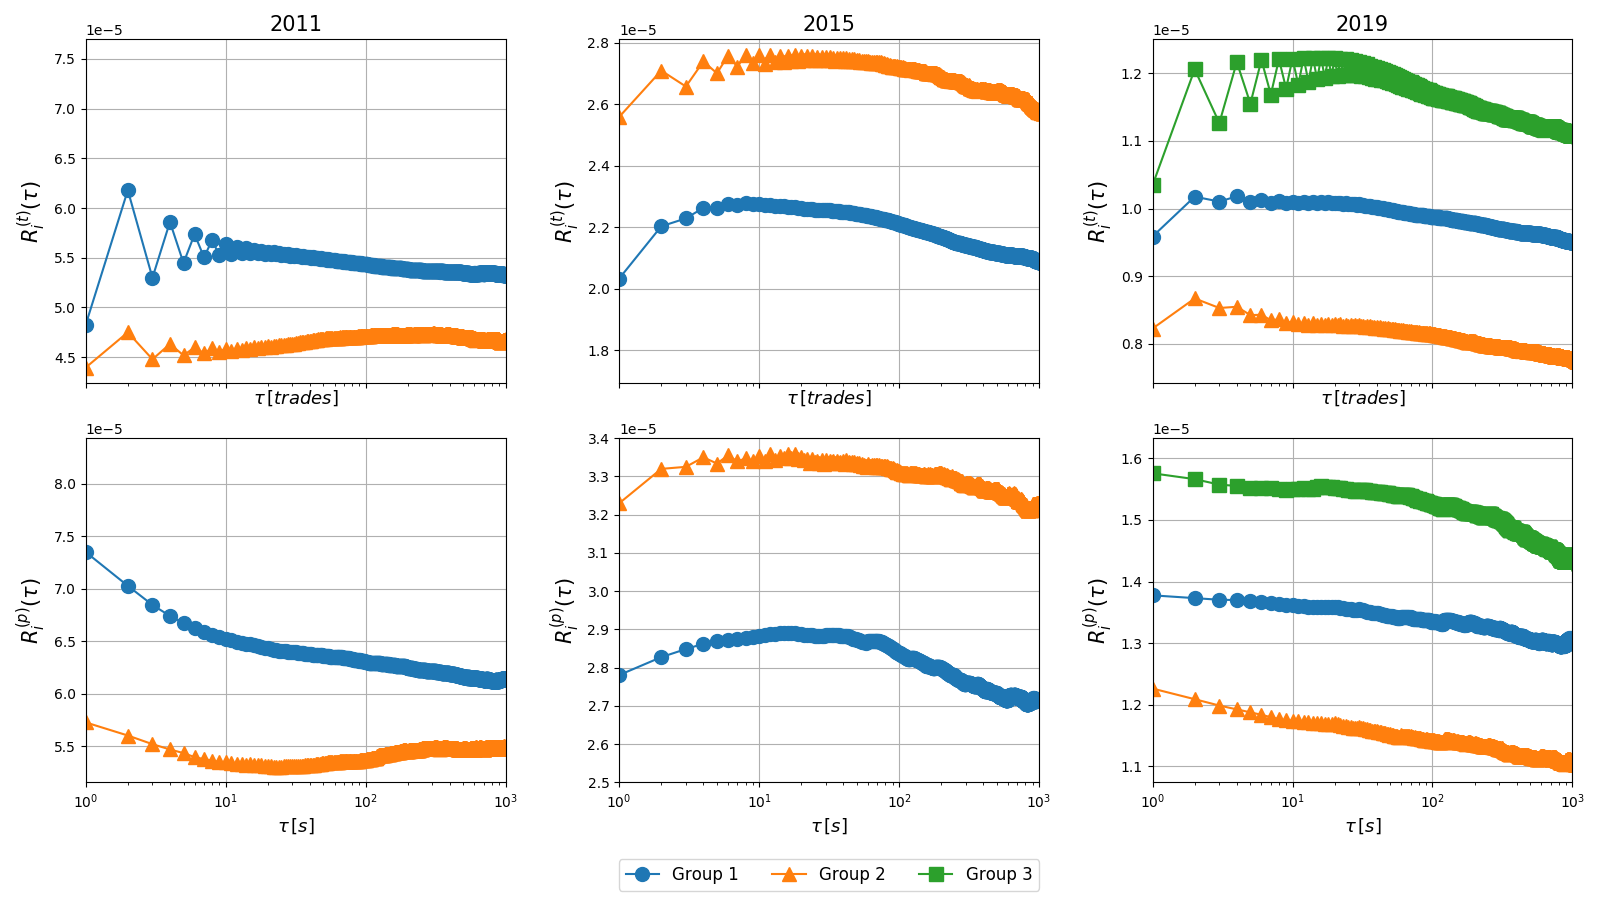 2011
2015
2019
1e−5
1e−5
1e−5
7.5
7.0
6.5
6.0
5.5
5.0
4.5
R_i^(t)(τ)
τ [trades]
2.8
2.6
2.4
2.2
2.0
1.8
R_i^(t)(τ)
τ [trades]
1.2
1.1
1.0
0.9
0.8
R_i^(t)(τ)
τ [trades]
1e−5
1e−5
1e−5
8.0
7.5
7.0
6.5
6.0
5.5
R_i^(p)(τ)
10^0 10^1 10^2 10^3
τ [s]
3.4
3.3
3.2
3.1
3.0
2.9
2.8
2.7
2.6
2.5
R_i^(p)(τ)
10^0 10^1 10^2 10^3
τ [s]
1.6
1.5
1.4
1.3
1.2
1.1
R_i^(p)(τ)
10^0 10^1 10^2 10^3
τ [s]
Group 1 Group 2 Group 3